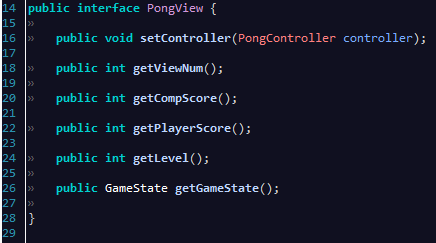 14 public interface PongView {
15 »
16 » public void setController(PongController controller);
17 »
18 » public int getViewNum();
19 »
20 » public int getCompScore();
21 »
22 » public int getPlayerScore();
23 »
24 » public int getLevel();
25 »
26 » public GameState getGameState();
27 »
28 }
29